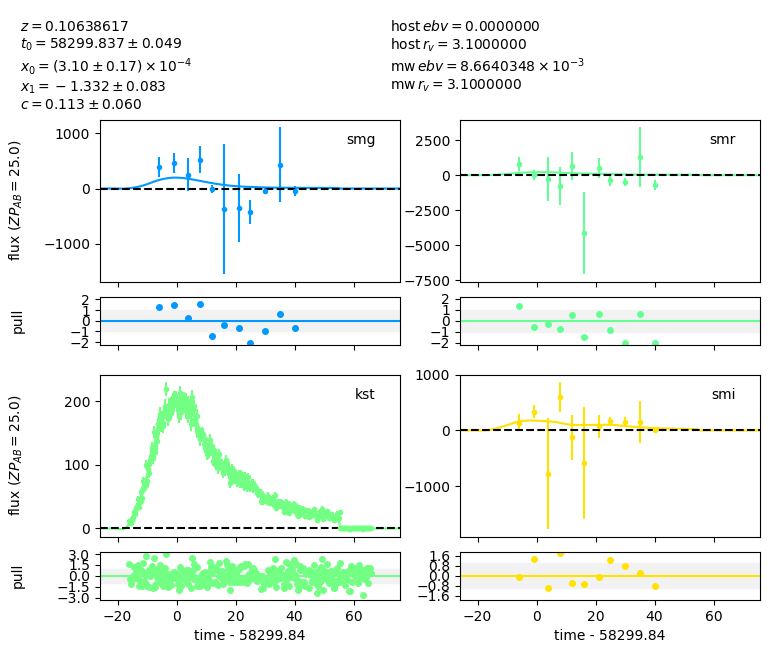 z = 0.10638617
t₀ = 58299.837 ± 0.049
x₀ = (3.10 ± 0.17) × 10⁻⁴
x₁ = −1.332 ± 0.083
c = 0.113 ± 0.060
host ebv = 0.0000000
host r_v = 3.1000000
mw ebv = 8.6640348 × 10⁻³
mw r_v = 3.1000000
flux (ZP_AB = 25.0)
1000
0
−1000
smg
2500
0
−2500
−5000
−7500
smr
pull
2
1
0
−1
−2
2
1
0
−1
−2
flux (ZP_AB = 25.0)
200
100
0
kst
1000
0
−1000
smi
pull
3.0
1.5
0.0
−1.5
−3.0
1.6
0.8
0.0
−0.8
−1.6
−20 0 20 40 60
−20 0 20 40 60
time - 58299.84
time - 58299.84